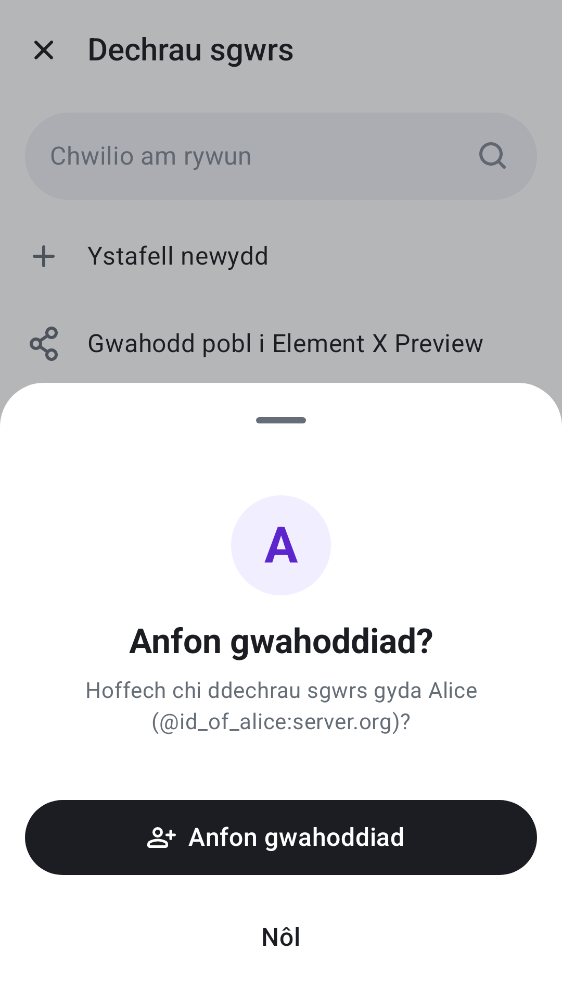 Dechrau sgwrs
Chwilio am rywun
Ystafell newydd
Gwahodd pobl i Element X Preview
A
Anfon gwahoddiad?
Hoffech chi ddechrau sgwrs gyda Alice
(@id_of_alice:server.org)?
Anfon gwahoddiad
Nôl